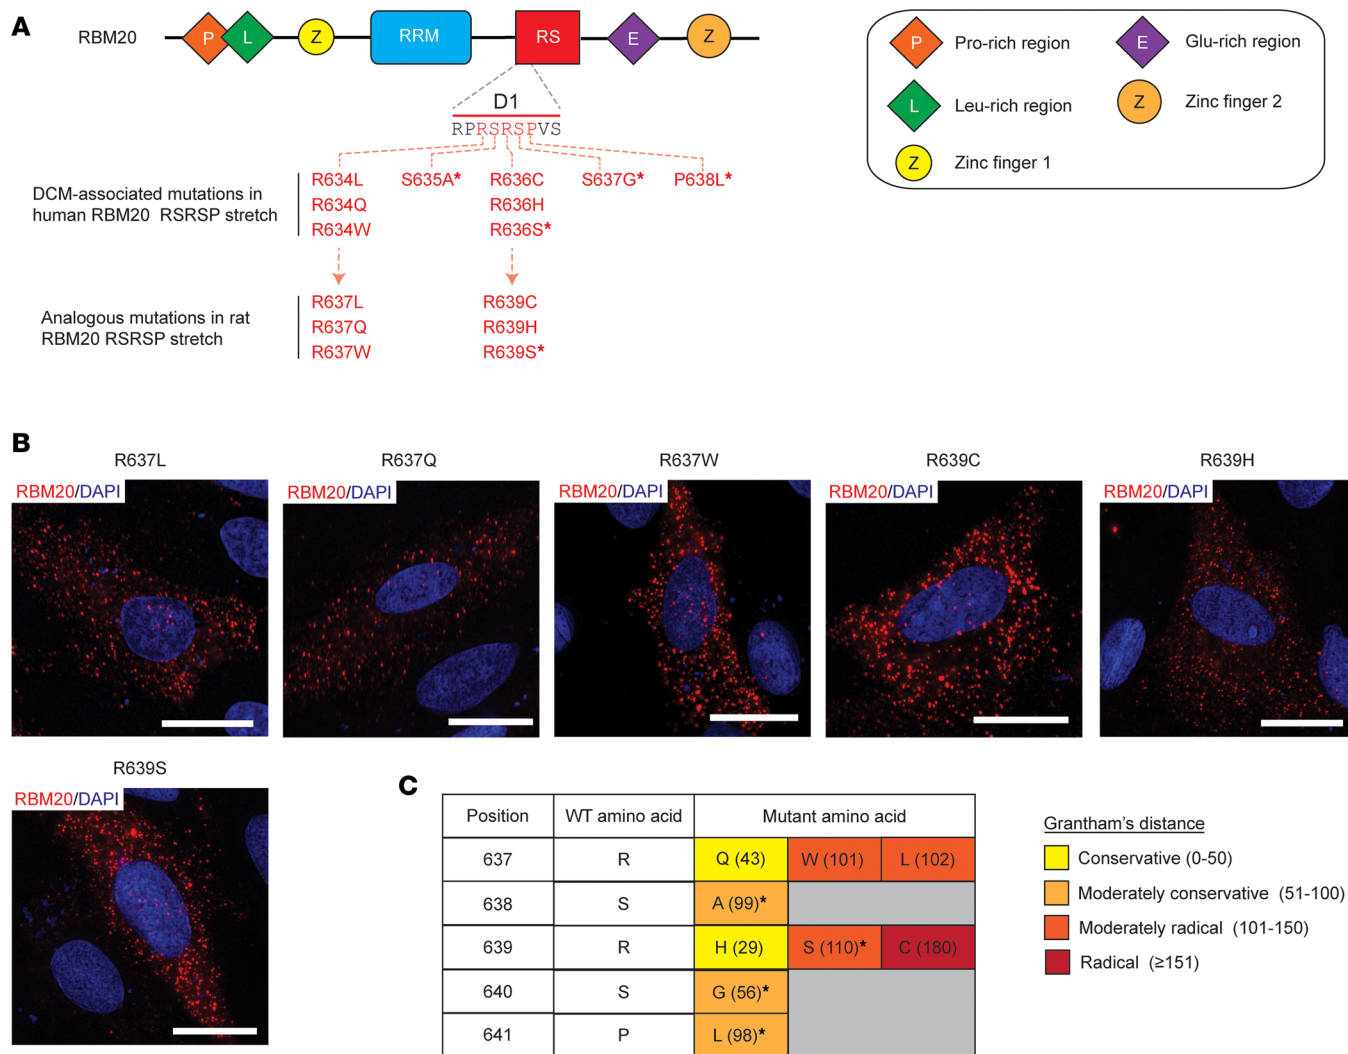 A
RBM20
P
L
Z
RRM
RS
E
Z
P
Pro-rich region
E
Glu-rich region
L
Leu-rich region
Z
Zinc finger 2
Z
Zinc finger 1
D1
RPRSRSPVS
DCM-associated mutations in
human RBM20 RSRSP stretch
R634L
S635A*
R636C
S637G*
P638L*
R634Q
R636H
R634W
R636S*
Analogous mutations in rat
RBM20 RSRSP stretch
R637L
R639C
R637Q
R639H
R637W
R639S*
B
R637L
R637Q
R637W
R639C
R639H
RBM20/DAPI
RBM20/DAPI
RBM20/DAPI
RBM20/DAPI
RBM20/DAPI
R639S
RBM20/DAPI
C
Position WT amino acid Mutant amino acid
637 R Q (43) W (101) L (102)
638 S A (99)*
639 R H (29) S (110)* C (180)
640 S G (56)*
641 P L (98)*
Grantham's distance
Conservative (0-50)
Moderately conservative (51-100)
Moderately radical (101-150)
Radical (≥151)